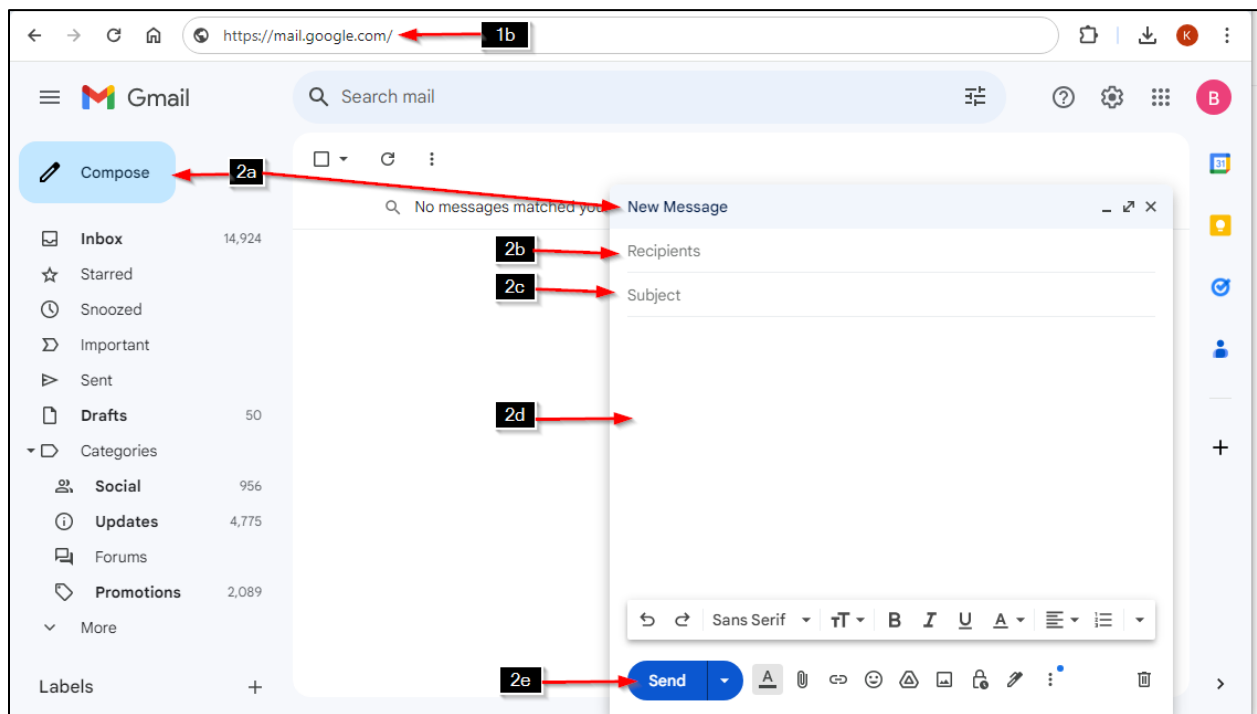 https://mail.google.com/
1b
K
Gmail
Search mail
B
Compose
2a
31
No messages matched you
New Message
Inbox 14,924
2b
Recipients
Starred
2c
Subject
Snoozed
Important
Sent
Drafts 50
2d
Categories
Social 956
Updates 4,775
Forums
Promotions 2,089
Sans Serif
B I U A
More
2e
Send
A
Labels